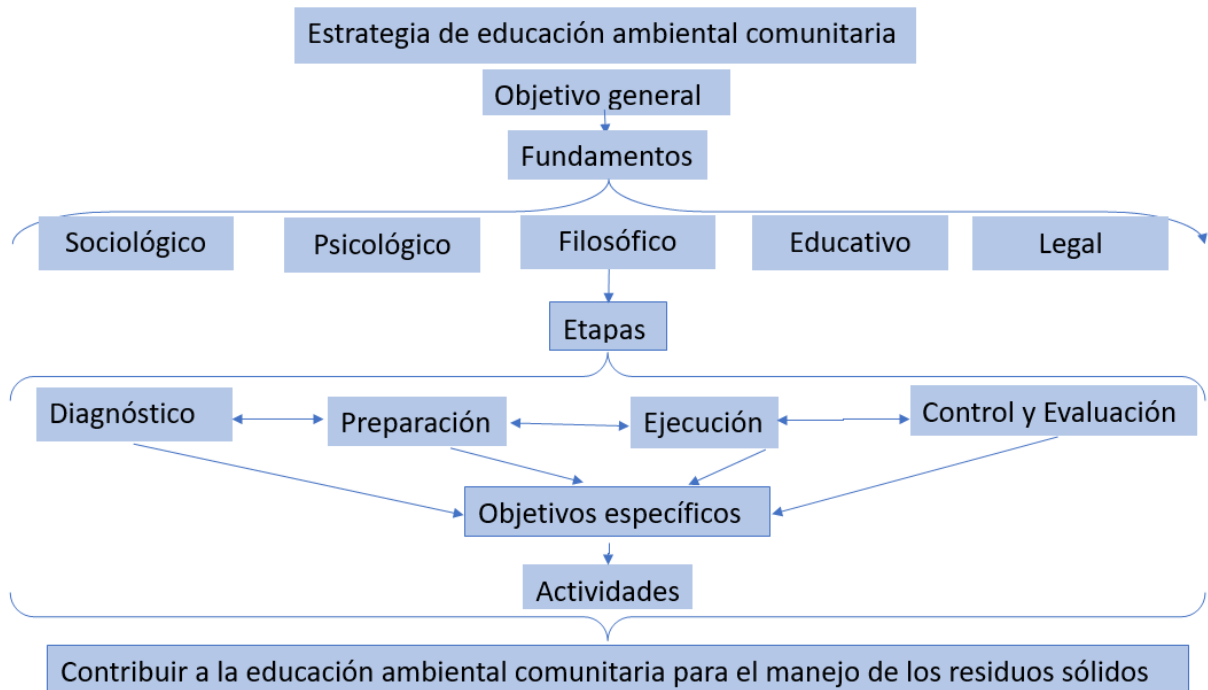 Estrategia de educación ambiental comunitaria
Objetivo general
Fundamentos
Sociológico
Psicológico
Filosófico
Educativo
Legal
Etapas
Diagnóstico
Preparación
Ejecución
Control y Evaluación
Objetivos específicos
Actividades
Contribuir a la educación ambiental comunitaria para el manejo de los residuos sólidos